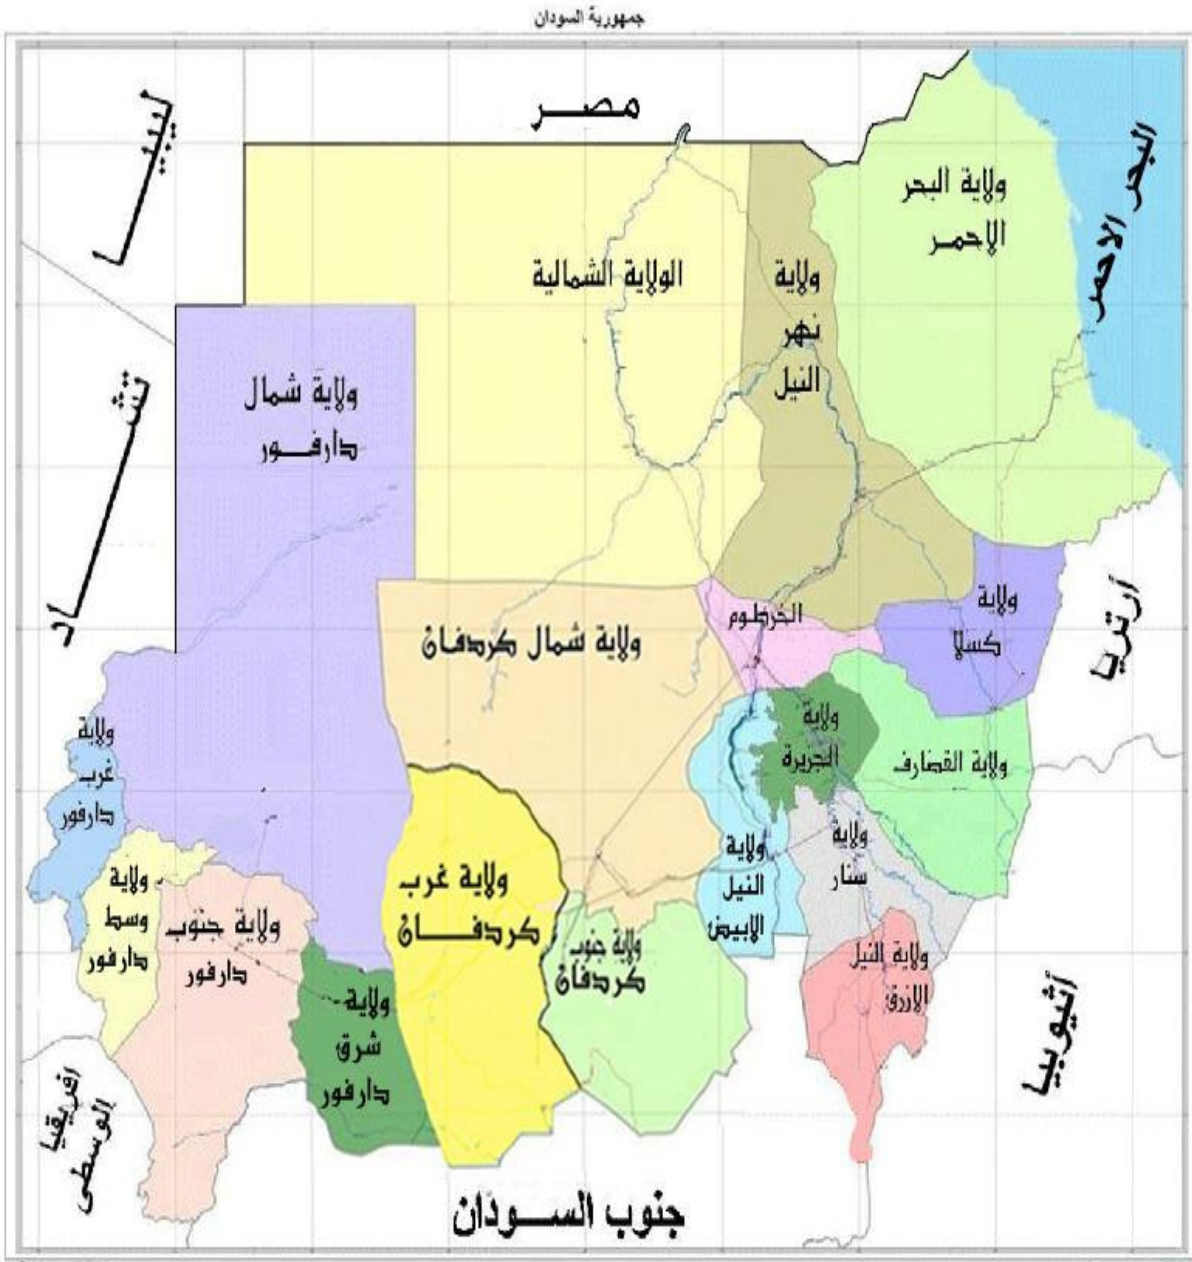 جمهورية السودان
مصر
ليبيا
البحر الاحمر
ولاية البحر
الاحمر
الولاية الشمالية
ولاية
نهر
النيل
تشاد
ولاية شمال
دارفور
ولاية شمال كردفان
الخرطوم
ولاية
كسلا
أرتريا
ولاية
الجزيرة
ولاية القضارف
ولاية
غرب
دارفور
ولاية
وسط
دارفور
ولاية جنوب
دارفور
ولاية
شرق
دارفور
ولاية غرب
كردفان
ولاية جنوب
كردفان
ولاية
النيل
الابيض
ولاية
سنار
ولاية النيل
الازرق
أثيوبيا
افريقيا
الوسطى
جنوب السودان